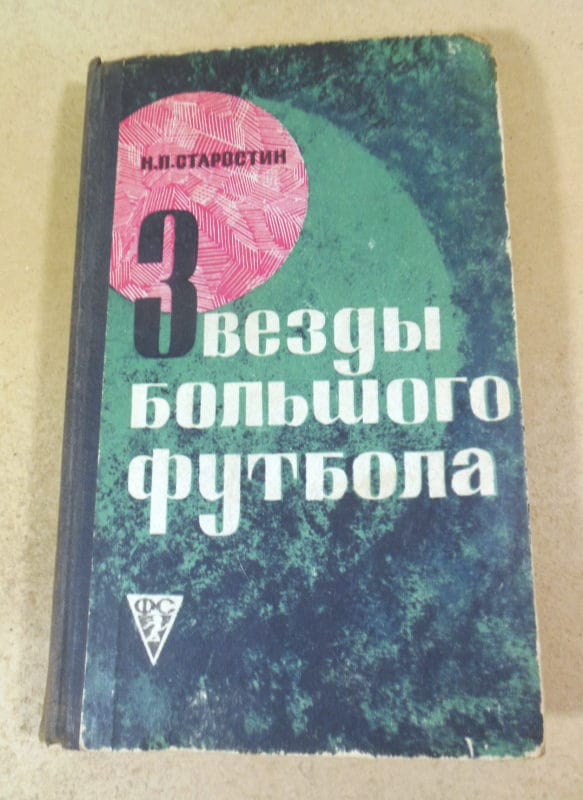 Н.П.СТАРОСТИН
Звезды
большого
футбола
ФС